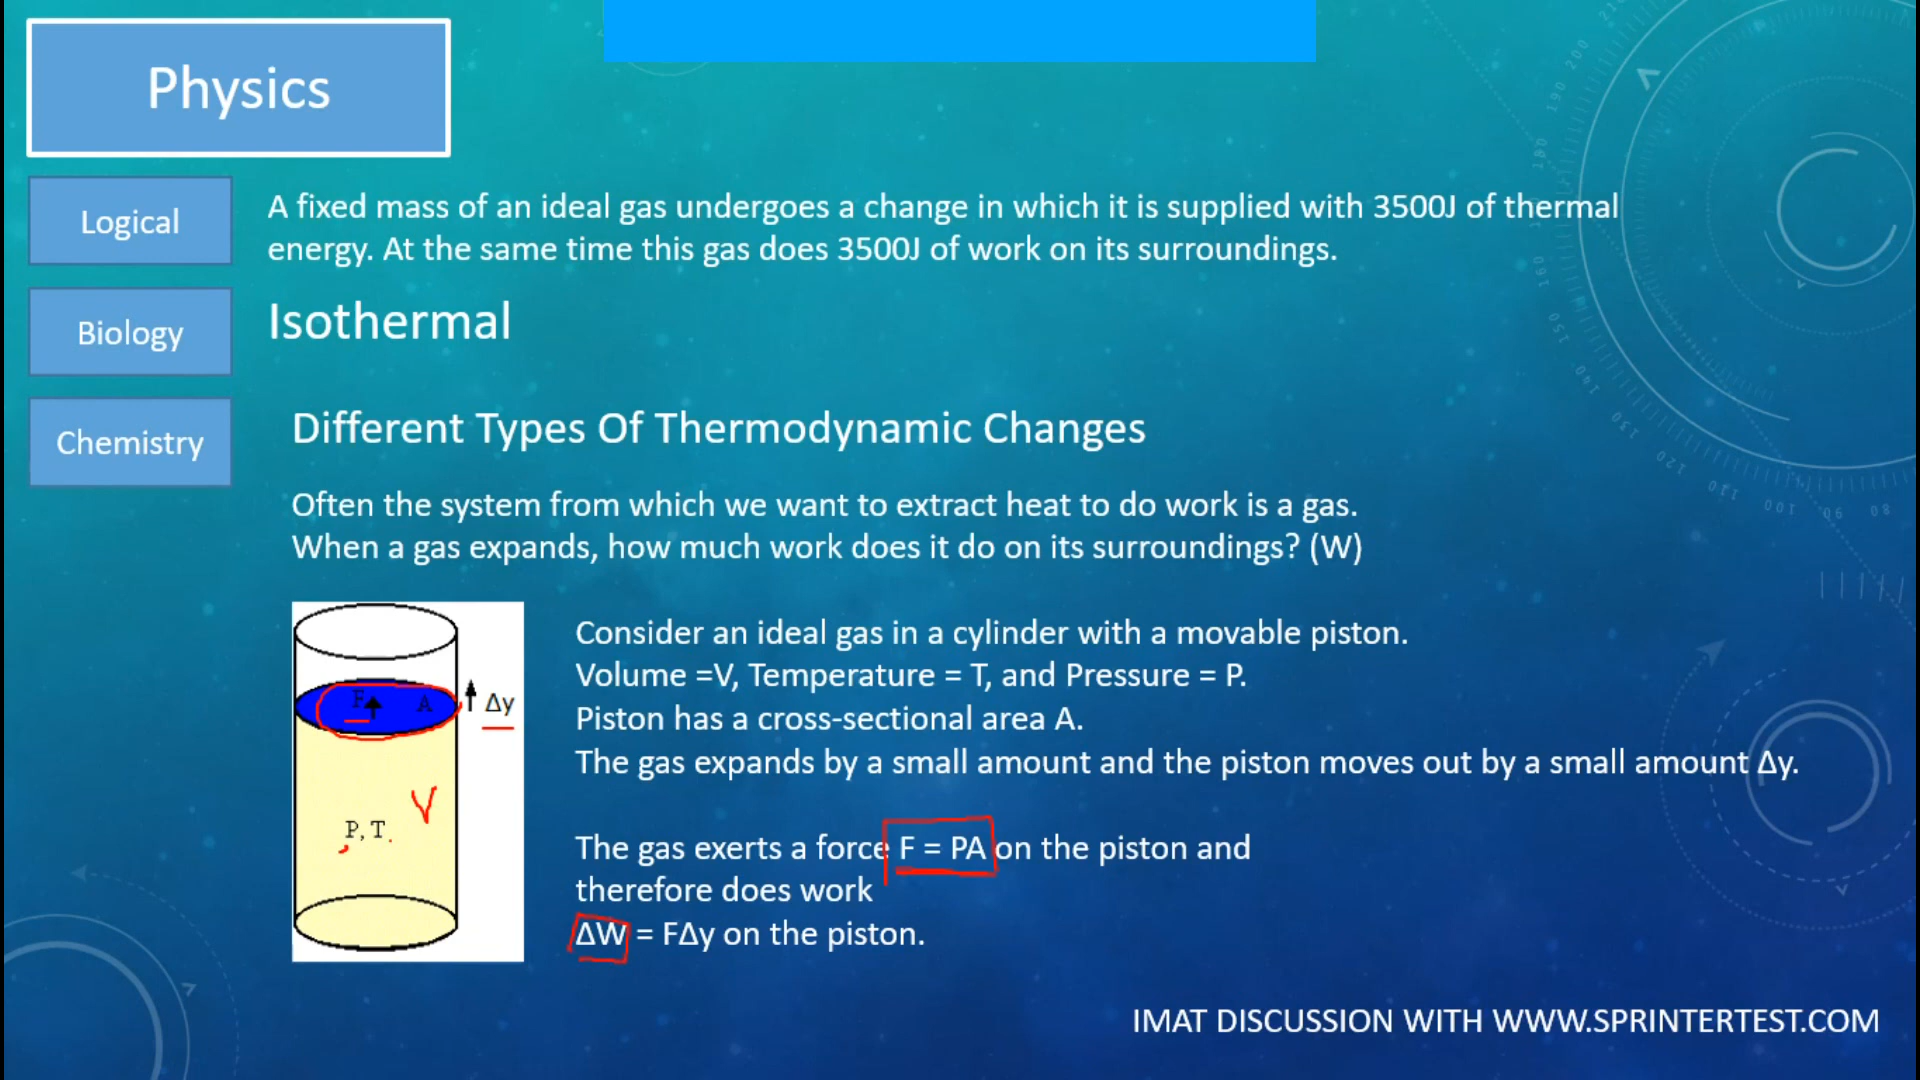 Physics
Logical
Biology
Chemistry
A fixed mass of an ideal gas undergoes a change in which it is supplied with 3500J of thermal
energy. At the same time this gas does 3500J of work on its surroundings.
Isothermal
Different Types Of Thermodynamic Changes
Often the system from which we want to extract heat to do work is a gas.
When a gas expands, how much work does it do on its surroundings? (W)
F A Δy
V
P, T
Consider an ideal gas in a cylinder with a movable piston.
Volume =V, Temperature = T, and Pressure = P.
Piston has a cross-sectional area A.
The gas expands by a small amount and the piston moves out by a small amount Δy.
The gas exerts a force F = PA on the piston and
therefore does work
ΔW = FΔy on the piston.
IMAT DISCUSSION WITH WWW.SPRINTERTEST.COM